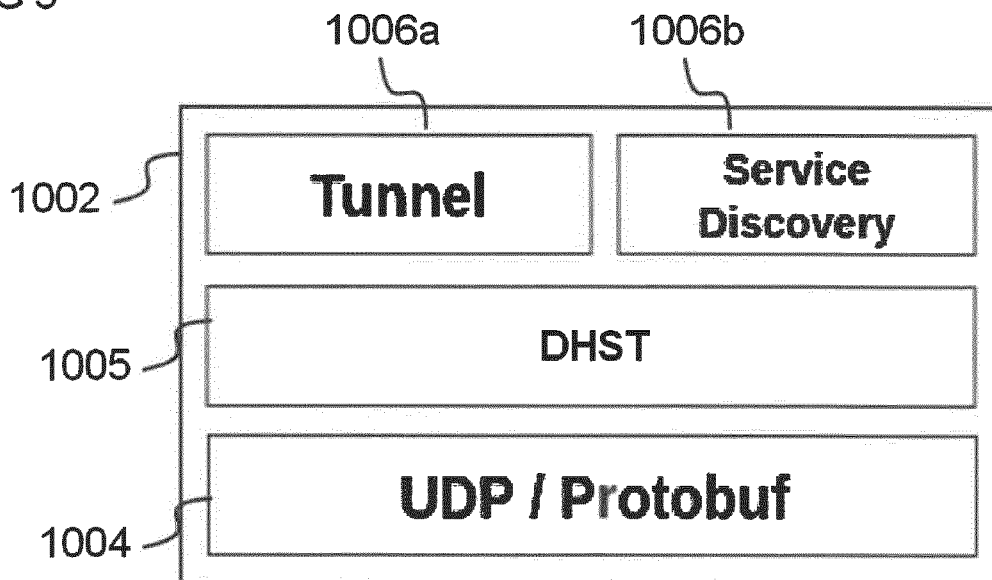 1006a 1006b
Tunnel
Service
Discovery
1002
DHST
1005
UDP / Protobuf
1004